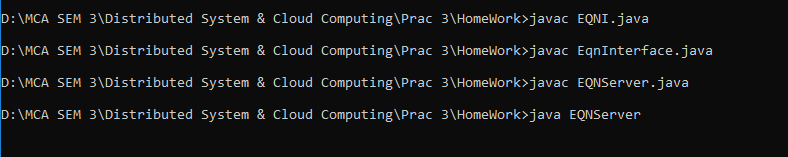 D:\MCA SEM 3\Distributed System & Cloud Computing\Prac 3\HomeWork>javac EQNI.java
D:\MCA SEM 3\Distributed System & Cloud Computing\Prac 3\HomeWork>javac EqnInterface.java
D:\MCA SEM 3\Distributed System & Cloud Computing\Prac 3\HomeWork>javac EQNServer.java
D:\MCA SEM 3\Distributed System & Cloud Computing\Prac 3\HomeWork>java EQNServer